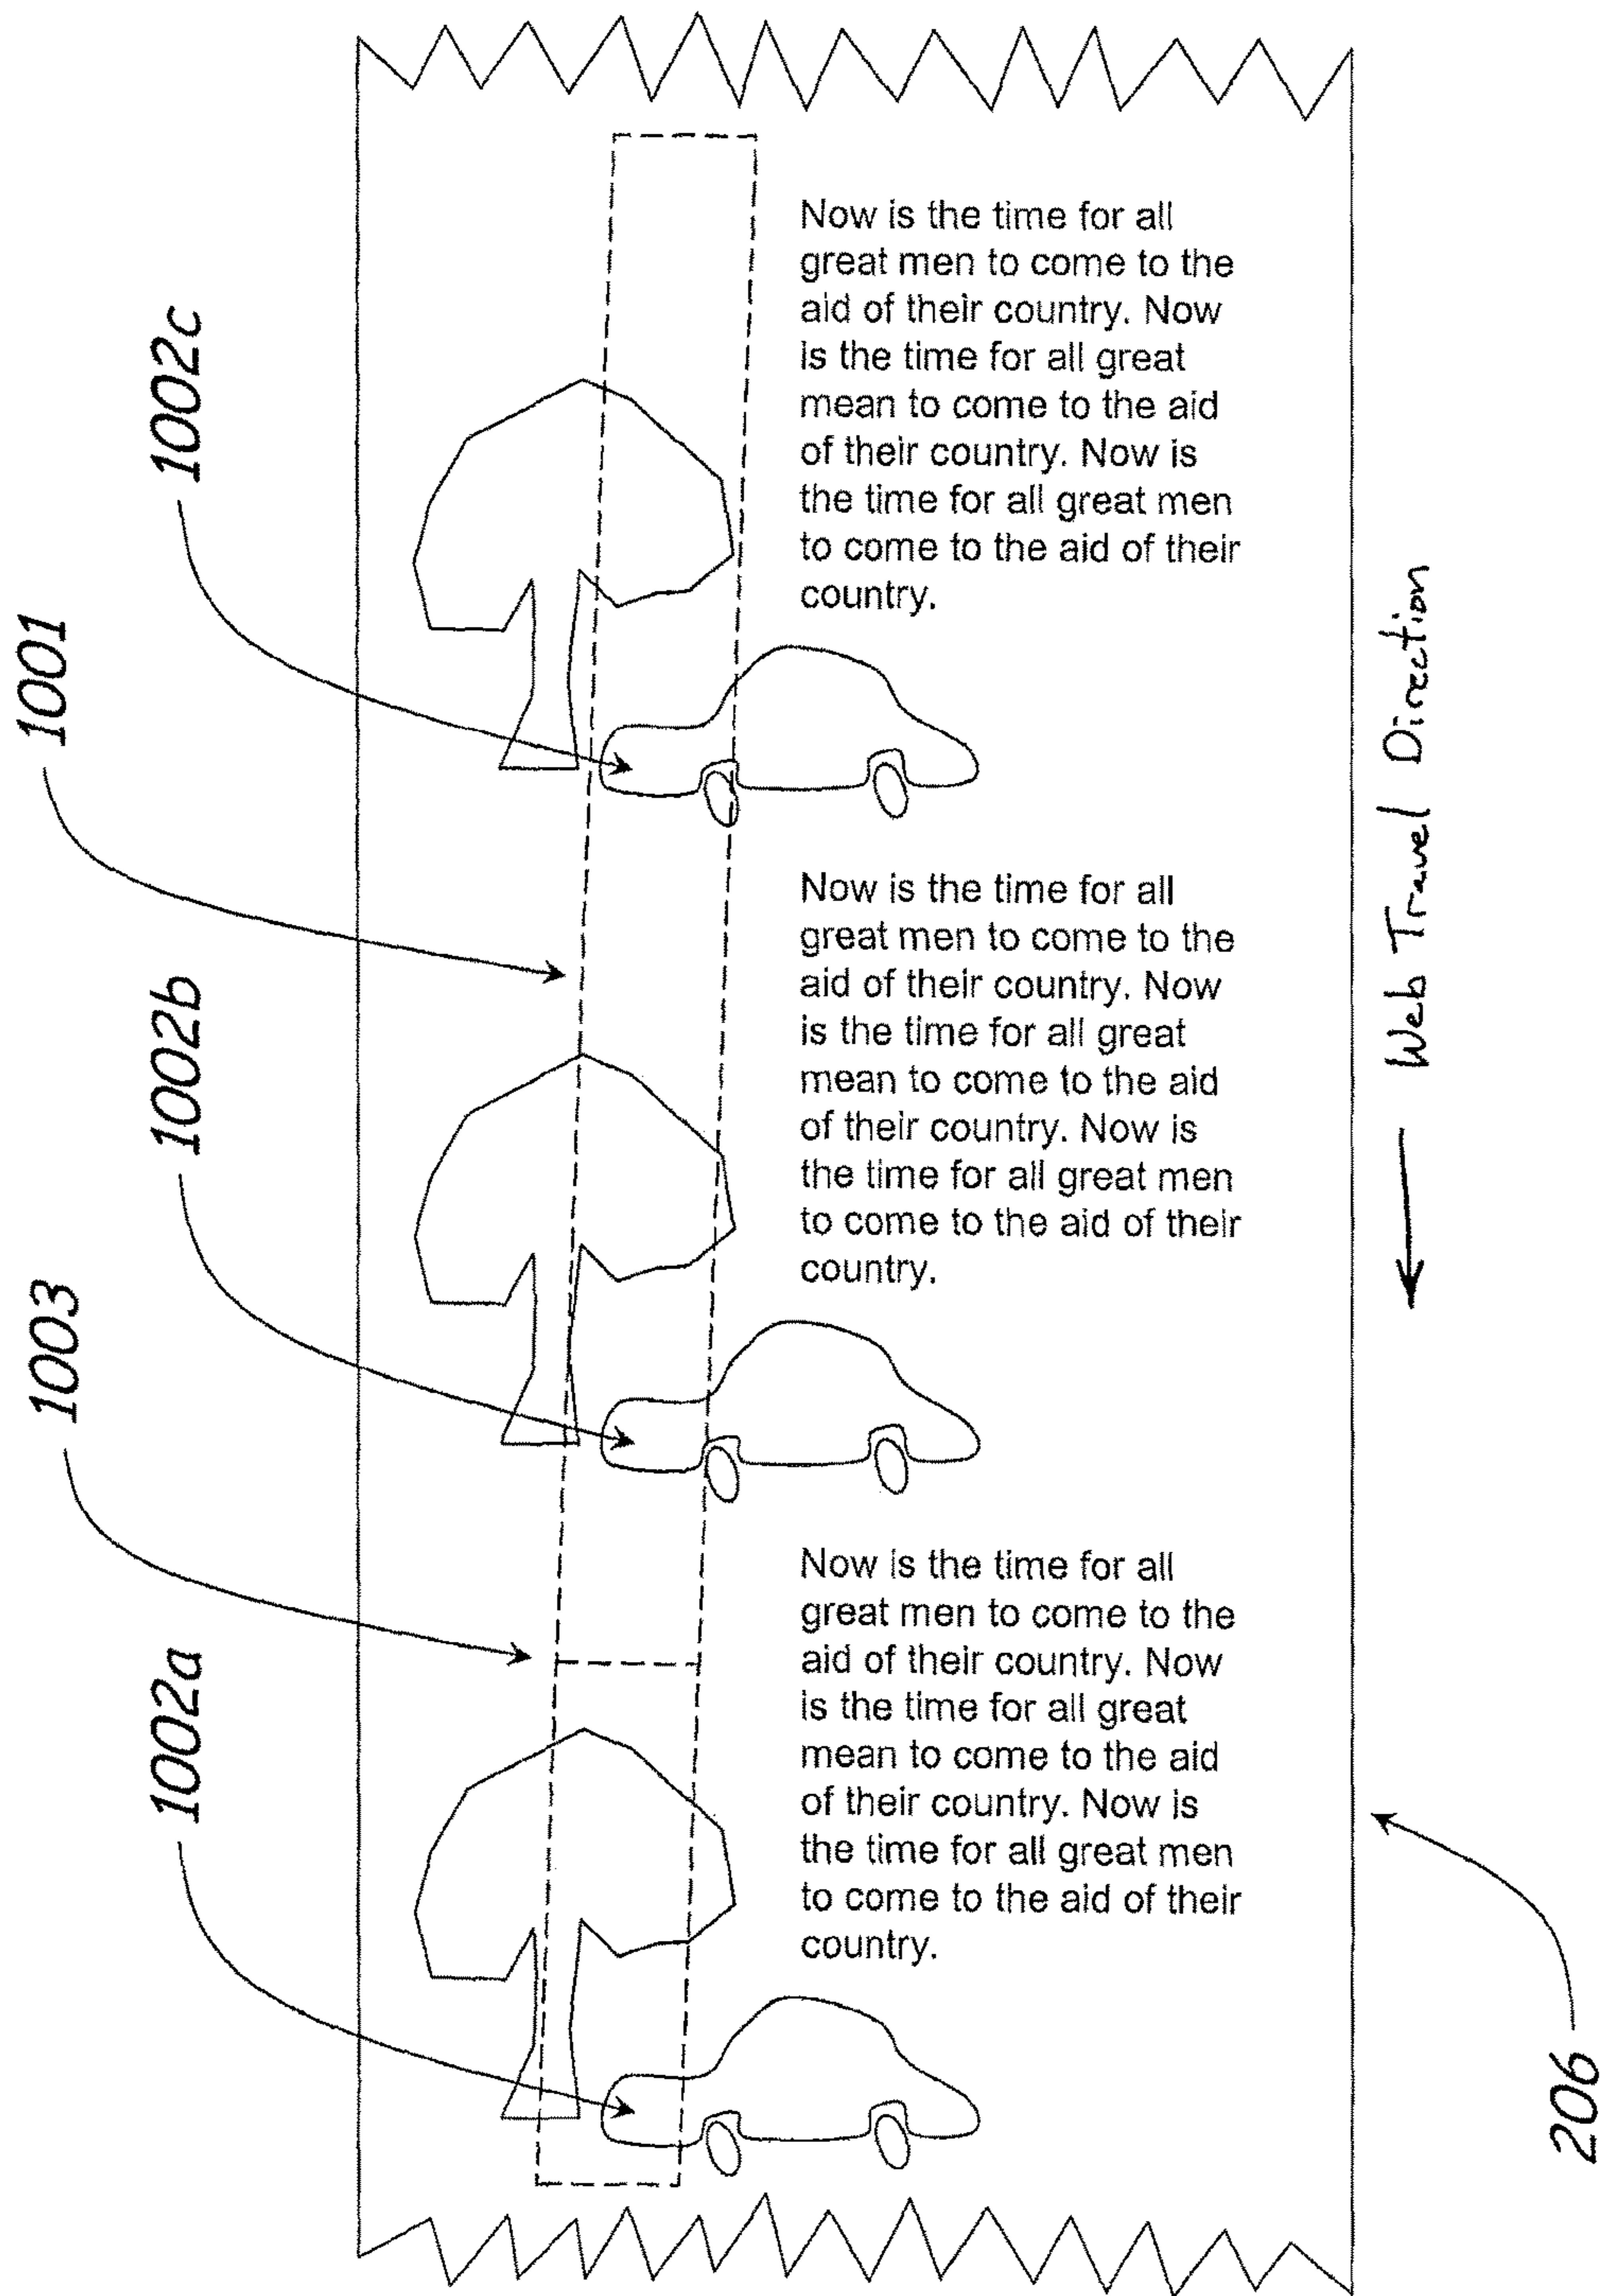 1002c
1001
1002b
1003
1002a
Now is the time for all
great men to come to the
aid of their country. Now
is the time for all great
mean to come to the aid
of their country. Now is
the time for all great men
to come to the aid of their
country.
Now is the time for all
great men to come to the
aid of their country. Now
is the time for all great
mean to come to the aid
of their country. Now is
the time for all great men
to come to the aid of their
country.
Now is the time for all
great men to come to the
aid of their country. Now
is the time for all great
mean to come to the aid
of their country. Now is
the time for all great men
to come to the aid of their
country.
Web Travel Direction
206